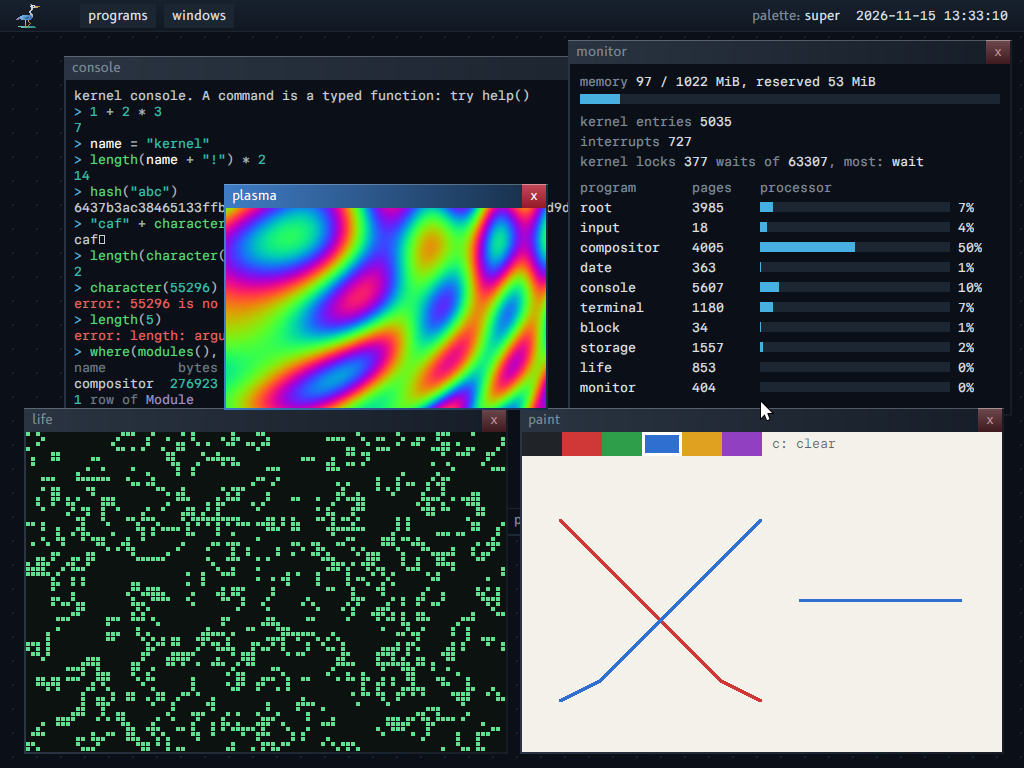 programs windows palette: super 2026-11-15 13:33:10
console
kernel console. A command is a typed function: try help()
> 1 + 2 * 3
7
> name = "kernel"
> length(name + "!") * 2
14
> hash("abc")
6437b3ac38465133ffb
d9d
> "caf" + character
caf▯
> length(character(
2
> character(55296)
error: 55296 is no
> length(5)
error: length: argu
> where(modules(),
name bytes
compositor 276923
1 row of Module
plasma x
monitor x
memory 97 / 1022 MiB, reserved 53 MiB
kernel entries 5035
interrupts 727
kernel locks 377 waits of 63307, most: wait
program pages processor
root 3985 7%
input 18 4%
compositor 4005 50%
date 363 1%
console 5607 10%
terminal 1180 7%
block 34 1%
storage 1557 2%
life 853 0%
monitor 404 0%
life x
p
paint x
c: clear